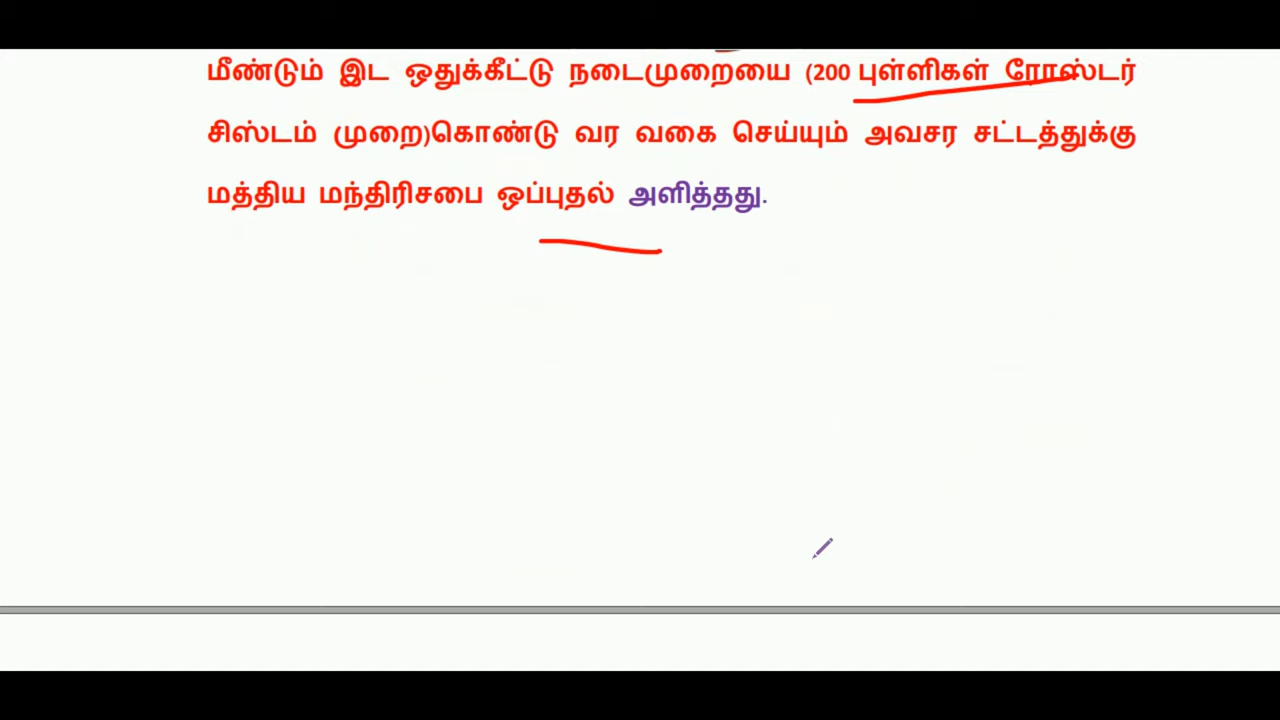 மீண்டும் இட ஒதுக்கீட்டு நடைமுறையை (200 புள்ளிகள் ரோஸ்டர்
சிஸ்டம் முறை)கொண்டு வர வகை செய்யும் அவசர சட்டத்துக்கு
மத்திய மந்திரிசபை ஒப்புதல் அளித்தது.